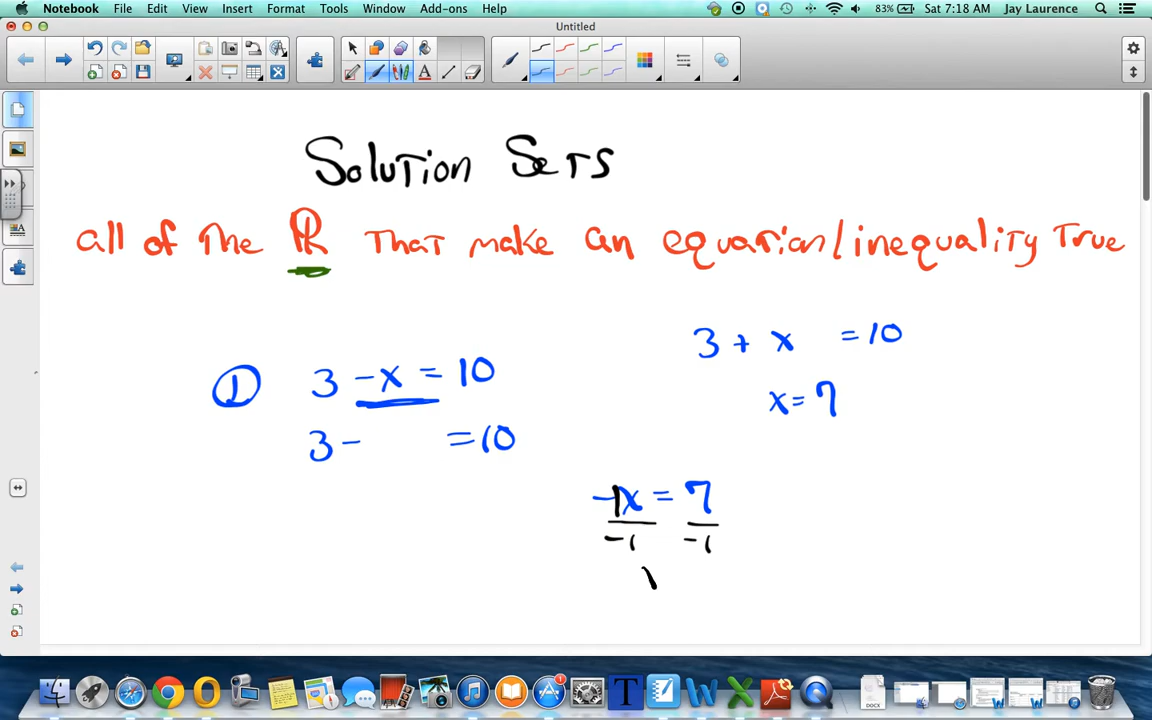 Notebook File Edit View Insert Format Tools Window Add-ons Help 83% Sat 7:18 AM Jay Laurence
Untitled
Solution Sets
all of the ℝ that make an equation/inequality true
3 + x = 10
① 3 - x = 10
x = 7
3 - = 10
-1x = 7
-1 -1